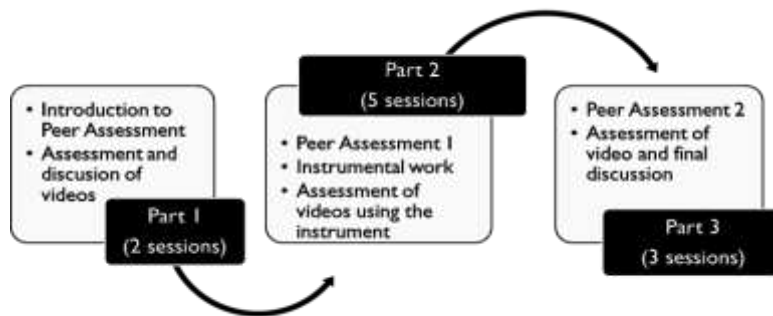 • Introduction to
Peer Assessment
• Assessment and
discusion of
videos
Part 1
(2 sessions)
Part 2
(5 sessions)
• Peer Assessment 1
• Instrumental work
• Assessment of
videos using the
instrument
• Peer Assessment 2
• Assessment of
video and final
discussion
Part 3
(3 sessions)